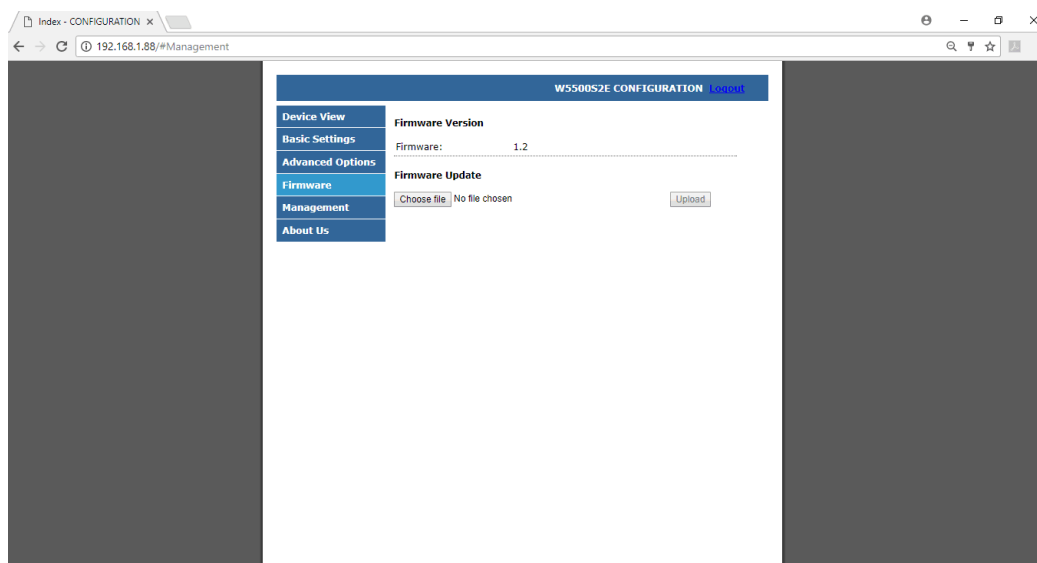 Index - CONFIGURATION
192.168.1.88/#Management
W5500S2E CONFIGURATION Logout
Device View
Basic Settings
Advanced Options
Firmware
Management
About Us
Firmware Version
Firmware: 1.2
Firmware Update
Choose file No file chosen Upload